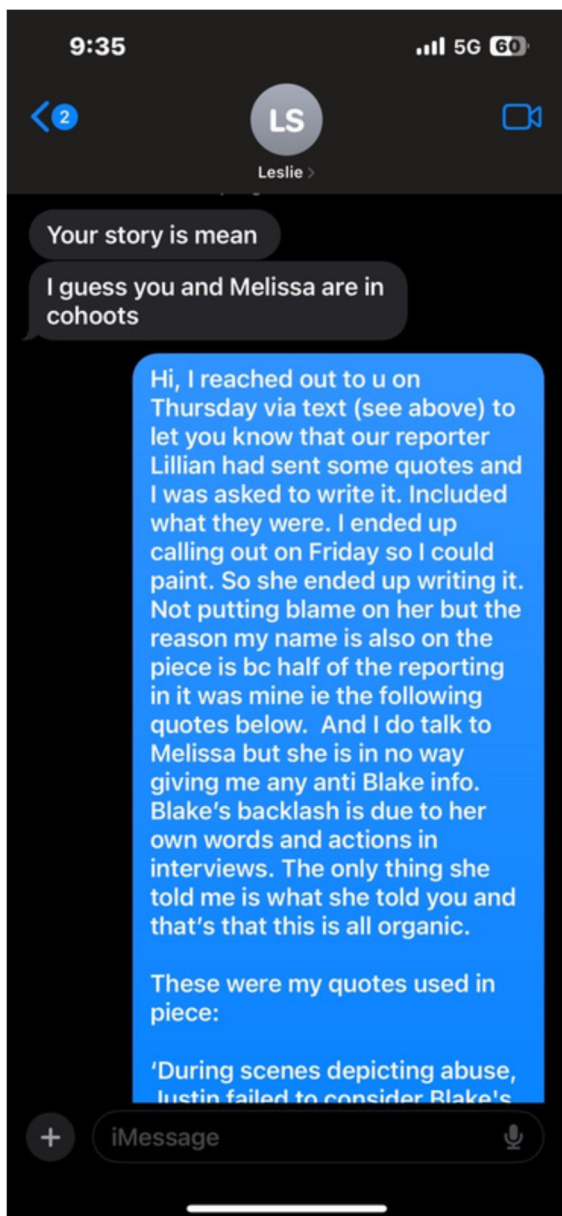 9:35
5G 60
2
LS
Leslie
Your story is mean
I guess you and Melissa are in
cohoots
Hi, I reached out to u on
Thursday via text (see above) to
let you know that our reporter
Lillian had sent some quotes and
I was asked to write it. Included
what they were. I ended up
calling out on Friday so I could
paint. So she ended up writing it.
Not putting blame on her but the
reason my name is also on the
piece is bc half of the reporting
in it was mine ie the following
quotes below.  And I do talk to
Melissa but she is in no way
giving me any anti Blake info.
Blake’s backlash is due to her
own words and actions in
interviews. The only thing she
told me is what she told you and
that’s that this is all organic.
These were my quotes used in
piece:
‘During scenes depicting abuse,
Justin failed to consider Blake's
iMessage